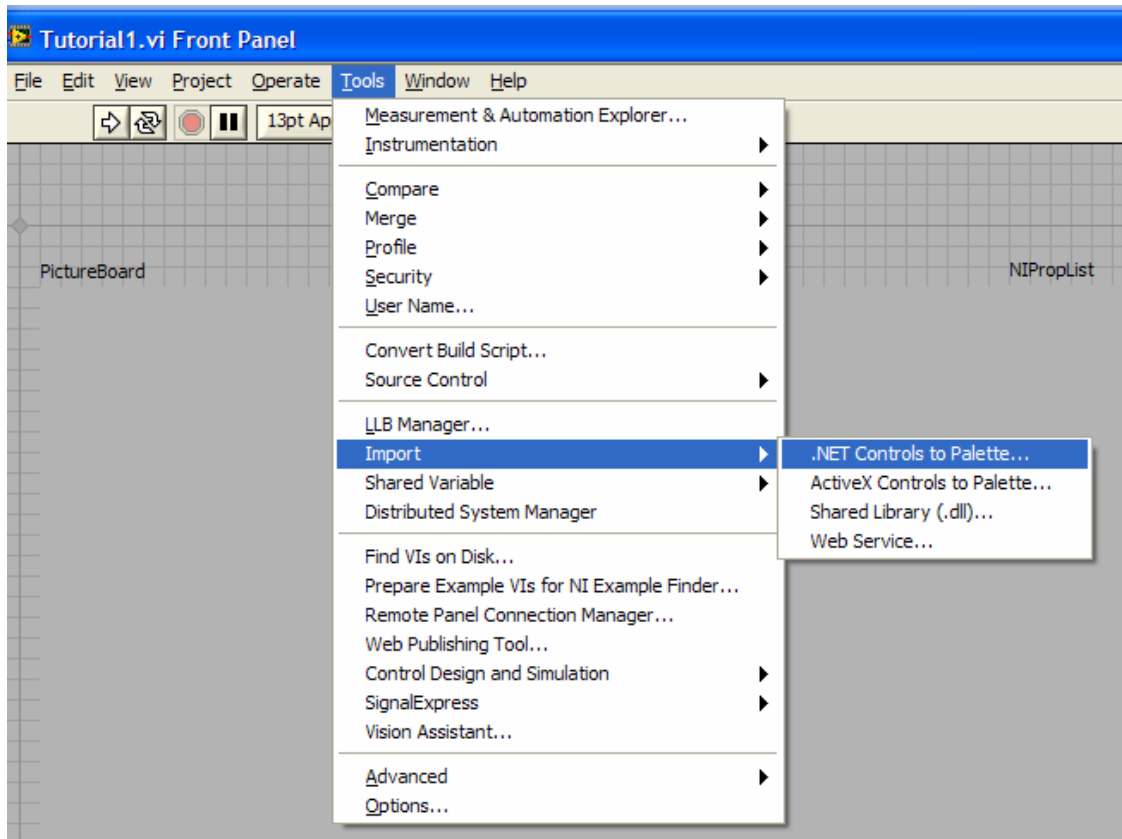 Tutorial1.vi Front Panel
File Edit View Project Operate Tools Window Help
13pt Ap
PictureBoard
NIPropList
Measurement & Automation Explorer...
Instrumentation
Compare
Merge
Profile
Security
User Name...
Convert Build Script...
Source Control
LLB Manager...
Import
Shared Variable
Distributed System Manager
Find VIs on Disk...
Prepare Example VIs for NI Example Finder...
Remote Panel Connection Manager...
Web Publishing Tool...
Control Design and Simulation
SignalExpress
Vision Assistant...
Advanced
Options...
.NET Controls to Palette...
ActiveX Controls to Palette...
Shared Library (.dll)...
Web Service...